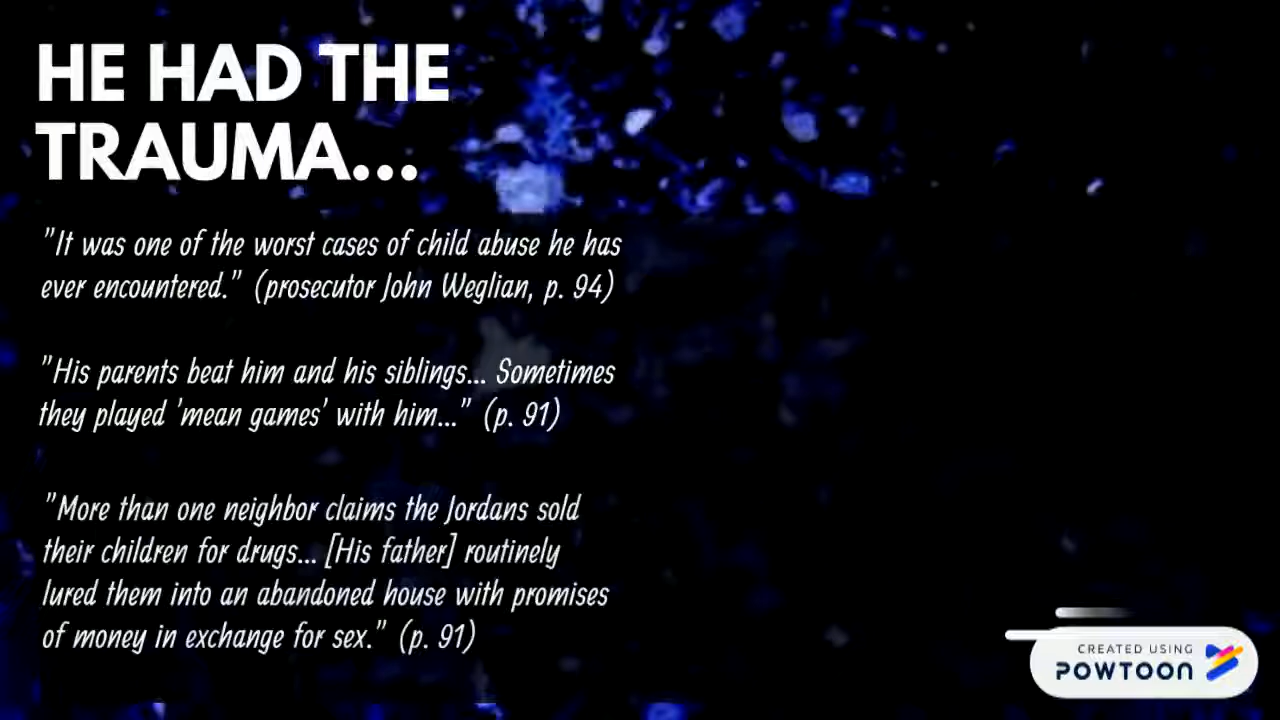 HE HAD THE
TRAUMA...
"It was one of the worst cases of child abuse he has
ever encountered." (prosecutor John Weglian, p. 94)
"His parents beat him and his siblings... Sometimes
they played 'mean games' with him..." (p. 91)
"More than one neighbor claims the Jordans sold
their children for drugs... [His father] routinely
lured them into an abandoned house with promises
of money in exchange for sex." (p. 91)
CREATED USING
POWTOON